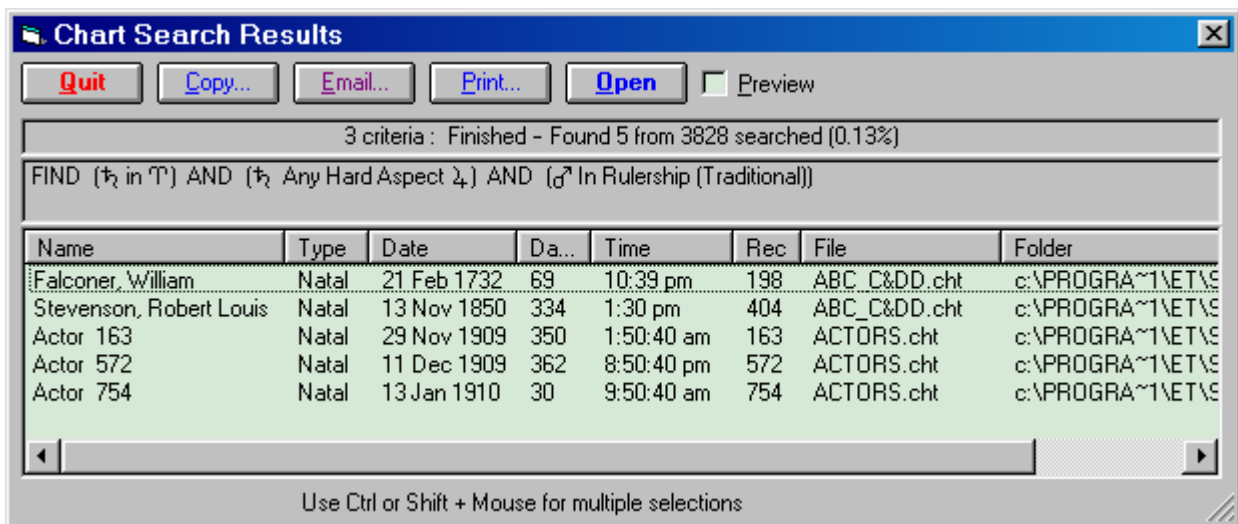 Chart Search Results
Quit Copy... Email... Print... Open Preview
3 criteria : Finished - Found 5 from 3828 searched (0.13%)
FIND (♄ in ♈) AND (♄ Any Hard Aspect ♃) AND (♂ In Rulership (Traditional))
Name Type Date Da... Time Rec File Folder
Falconer, William Natal 21 Feb 1732 69 10:39 pm 198 ABC_C&DD.cht c:\PROGRA~1\ET\S
Stevenson, Robert Louis Natal 13 Nov 1850 334 1:30 pm 404 ABC_C&DD.cht c:\PROGRA~1\ET\S
Actor 163 Natal 29 Nov 1909 350 1:50:40 am 163 ACTORS.cht c:\PROGRA~1\ET\S
Actor 572 Natal 11 Dec 1909 362 8:50:40 pm 572 ACTORS.cht c:\PROGRA~1\ET\S
Actor 754 Natal 13 Jan 1910 30 9:50:40 am 754 ACTORS.cht c:\PROGRA~1\ET\S
Use Ctrl or Shift + Mouse for multiple selections